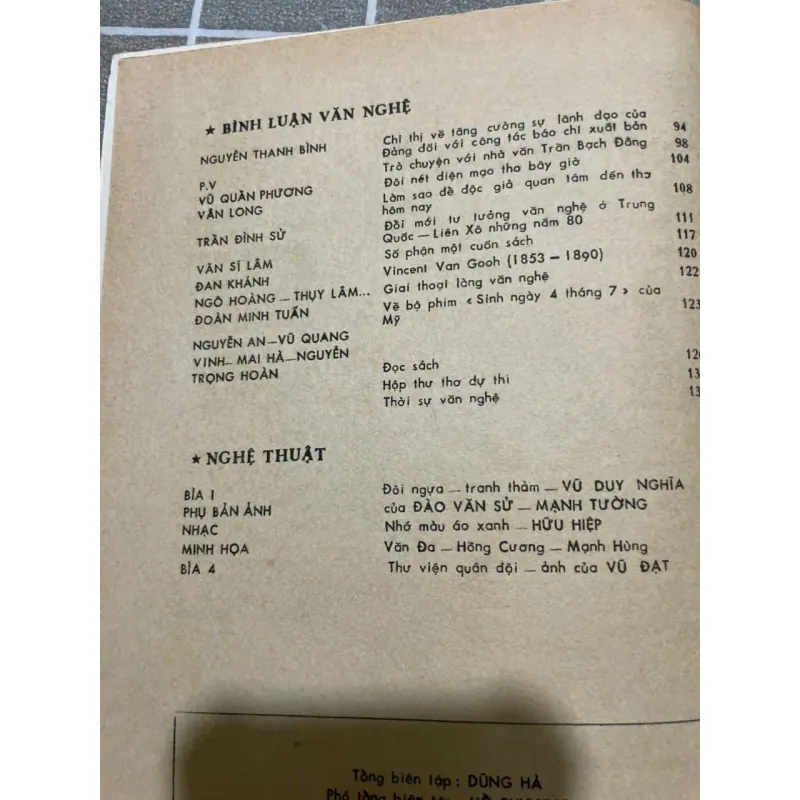 ★ BÌNH LUẬN VĂN NGHỆ
NGUYỄN THANH BÌNH Chỉ thị về tăng cường sự lãnh đạo của
Đảng đối với công tác báo chí xuất bản 94
P.V Trò chuyện với nhà văn Trần Bạch Đằng 98
VŨ QUẦN PHƯƠNG Đôi nét diện mạo thơ bây giờ 104
VÂN LONG Làm sao để độc giả quan tâm đến thơ
hôm nay 108
TRẦN ĐÌNH SỬ Đổi mới tư tưởng văn nghệ ở Trung
Quốc — Liên Xô những năm 80 111
VĂN SĨ LÂM Số phận một cuốn sách 117
ĐAN KHÁNH Vincent Van Gooh (1853 — 1890) 120
NGÔ HOÀNG — THỤY LÂM... Giai thoại làng văn nghệ 122
ĐOÀN MINH TUẤN Về bộ phim « Sinh ngày 4 tháng 7 » của
Mỹ 123
NGUYỄN AN—VŨ QUANG
VINH— MAI HÀ—NGUYỄN
TRỌNG HOÀN Đọc sách
Hộp thư thơ dự thi
Thời sự văn nghệ
★ NGHỆ THUẬT
BÌA 1 Đôi ngựa — tranh thảm — VŨ DUY NGHĨA
PHỤ BẢN ẢNH của ĐÀO VĂN SỬ — MẠNH TƯỜNG
NHẠC Nhớ màu áo xanh — HỮU HIỆP
MINH HỌA Văn Đa — Hồng Cương — Mạnh Hùng
BÌA 4 Thư viện quân đội — ảnh của VŨ ĐẠT
Tổng biên tập : DŨNG HÀ
Phó tổng biên tập